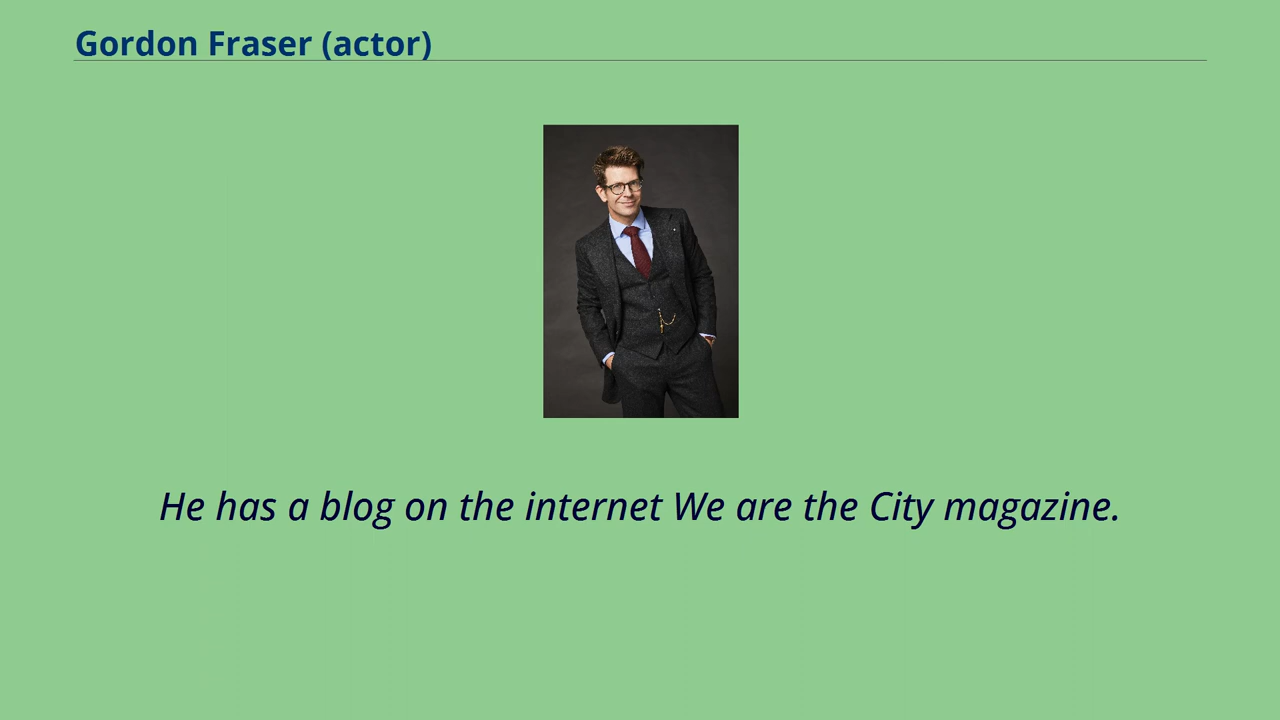 Gordon Fraser (actor)
He has a blog on the internet We are the City magazine.